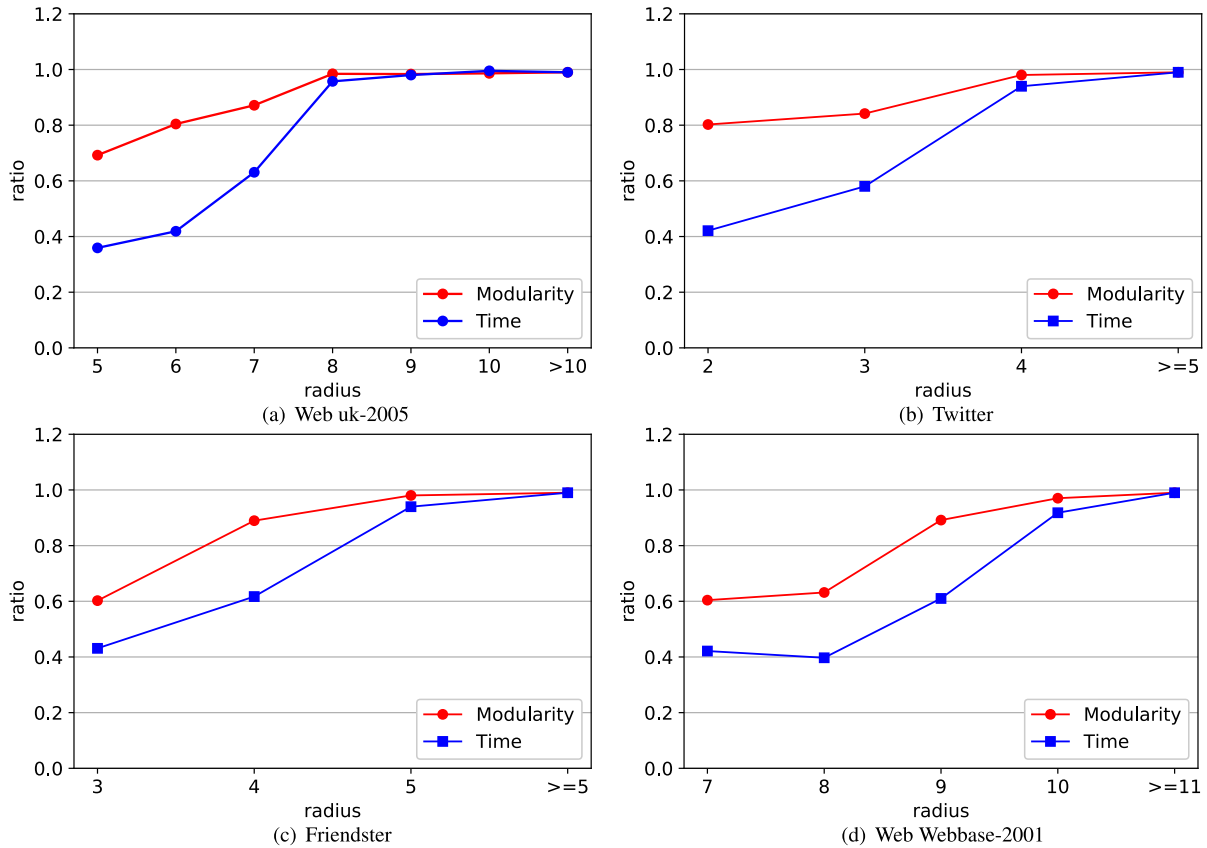 1.2
1.0
0.8
0.6
0.4
0.2
0.0
ratio
Modularity
Time
5 6 7 8 9 10 >10
radius
(a) Web uk-2005
1.2
1.0
0.8
0.6
0.4
0.2
0.0
ratio
Modularity
Time
2 3 4 >=5
radius
(b) Twitter
1.2
1.0
0.8
0.6
0.4
0.2
0.0
ratio
Modularity
Time
3 4 5 >=5
radius
(c) Friendster
1.2
1.0
0.8
0.6
0.4
0.2
0.0
ratio
Modularity
Time
7 8 9 10 >=11
radius
(d) Web Webbase-2001